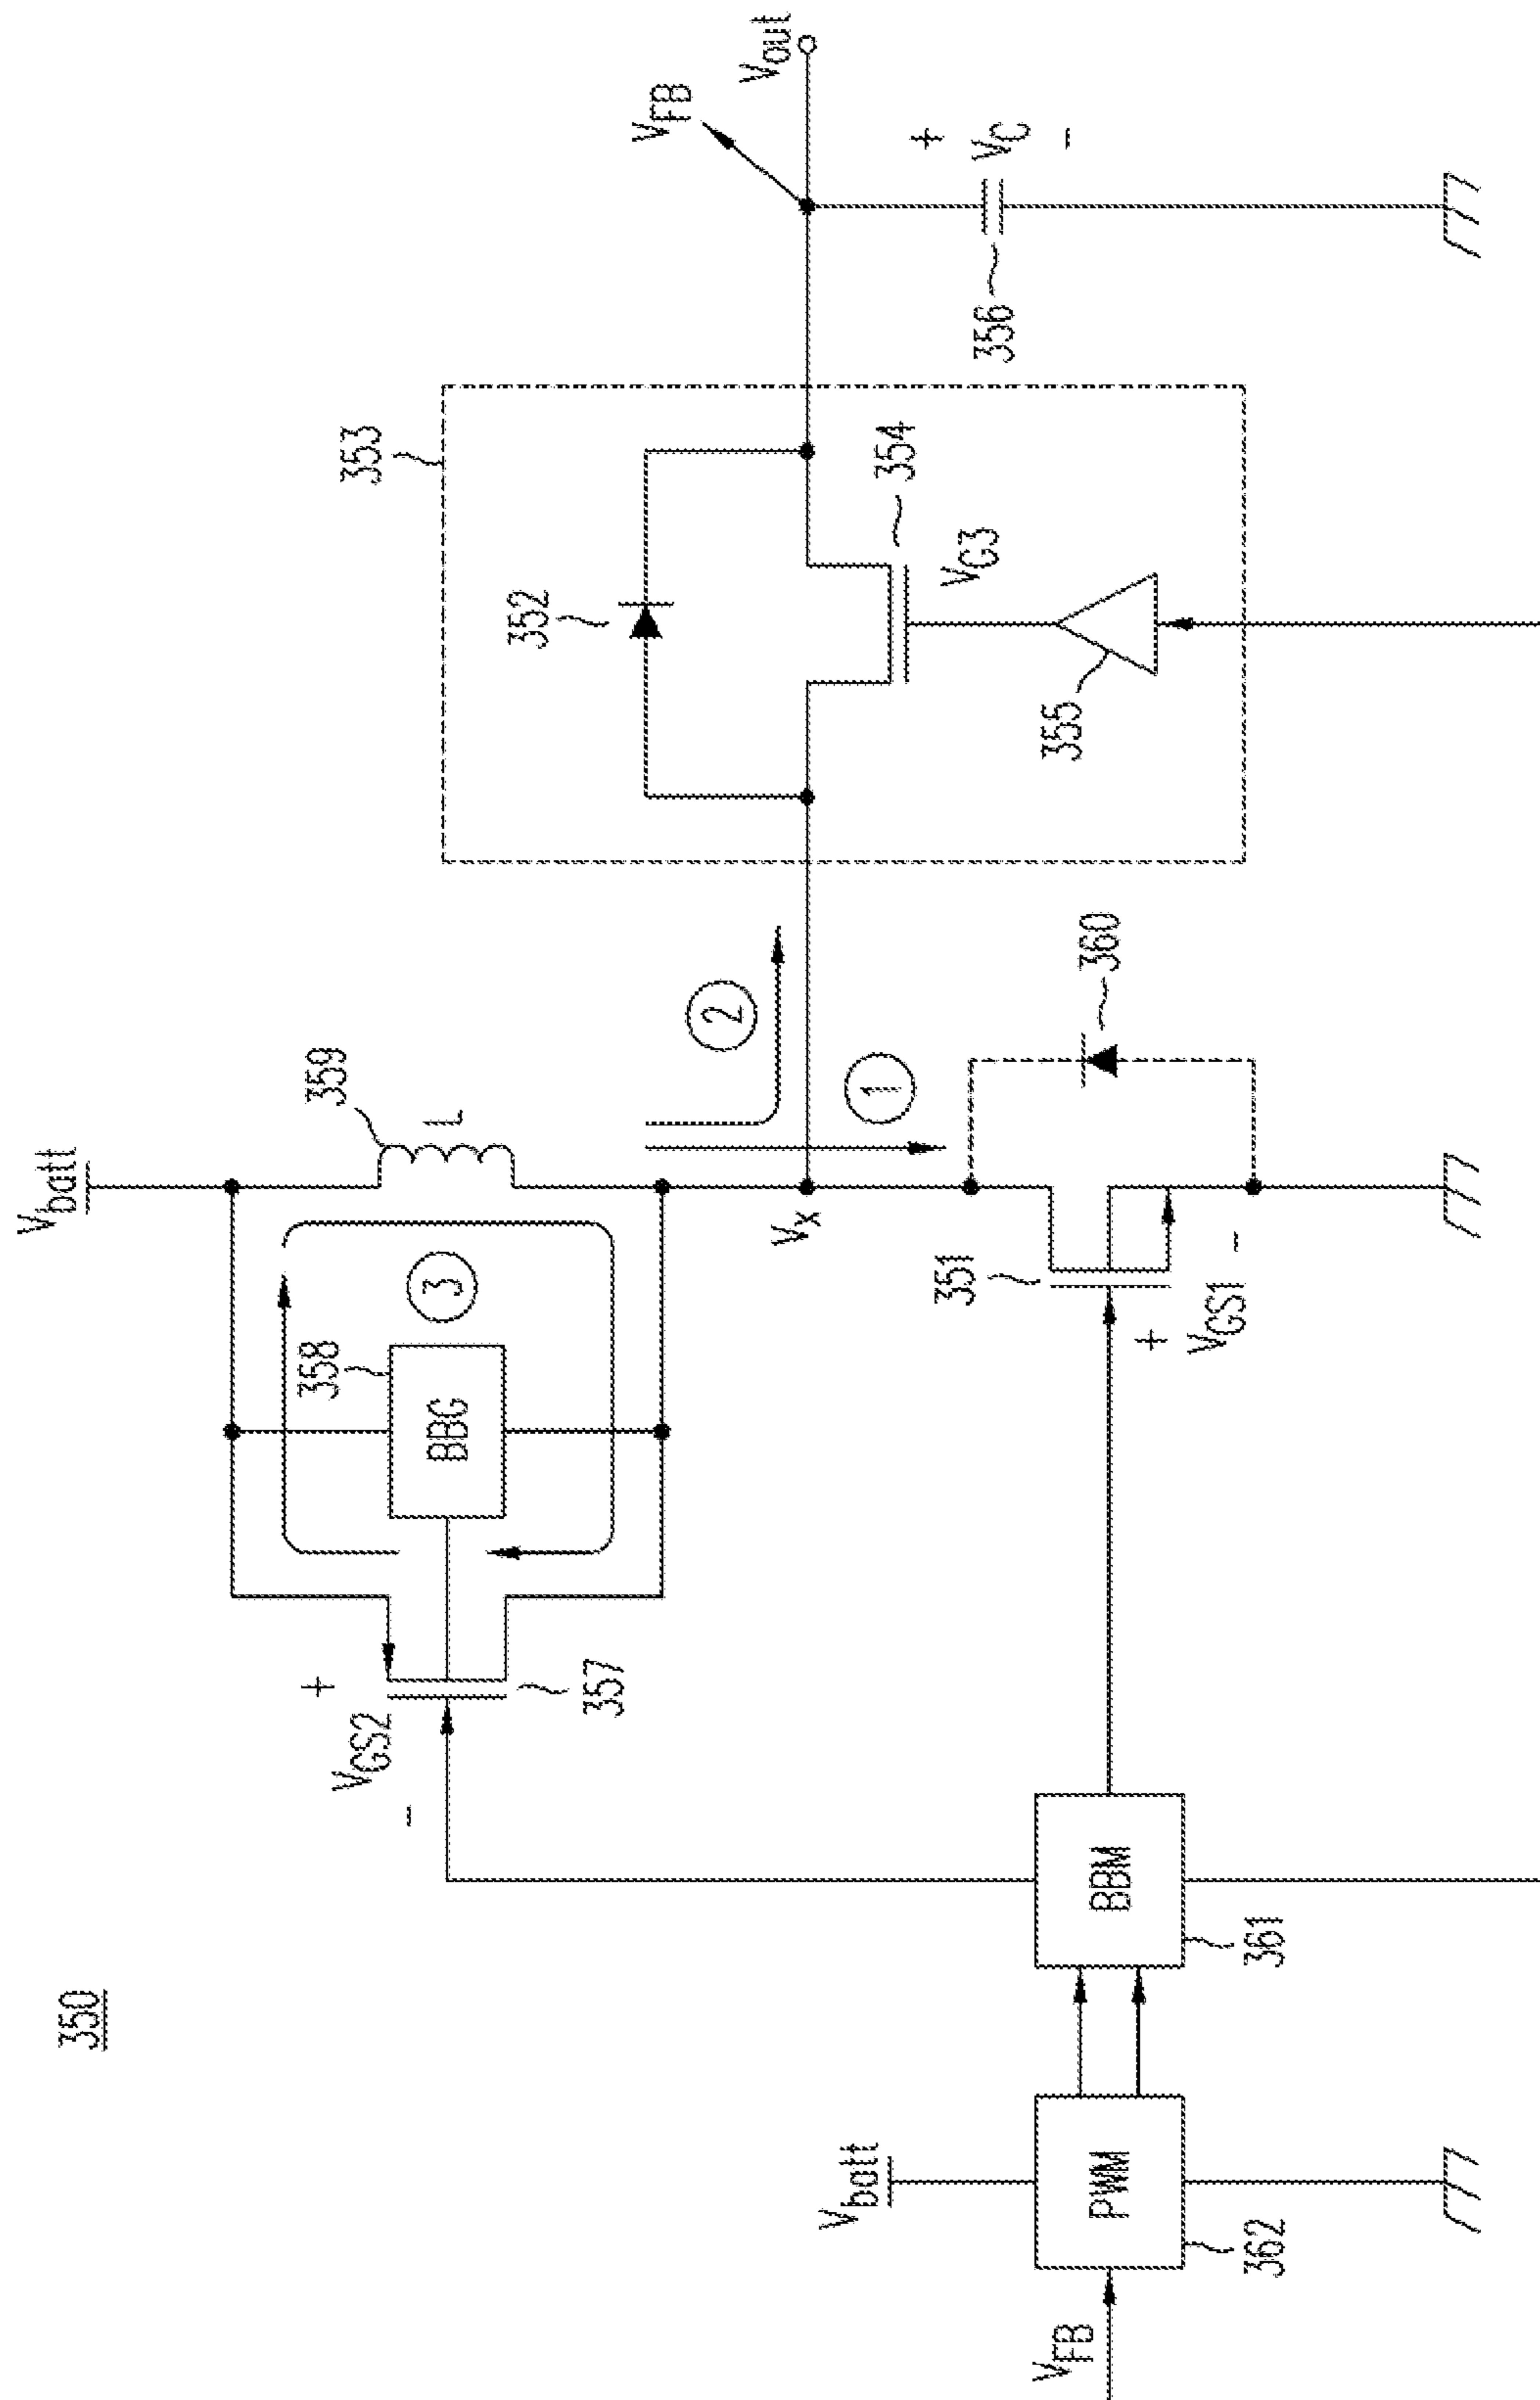 350
V_batt
359
L
358
BBG
3
V_GS2
+
-
357
2
1
V_X
353
352
354
V_G3
355
V_FB
V_out
+
V_C
-
356
351
+
V_GS1
-
360
V_batt
V_FB
PWM
362
BBM
361